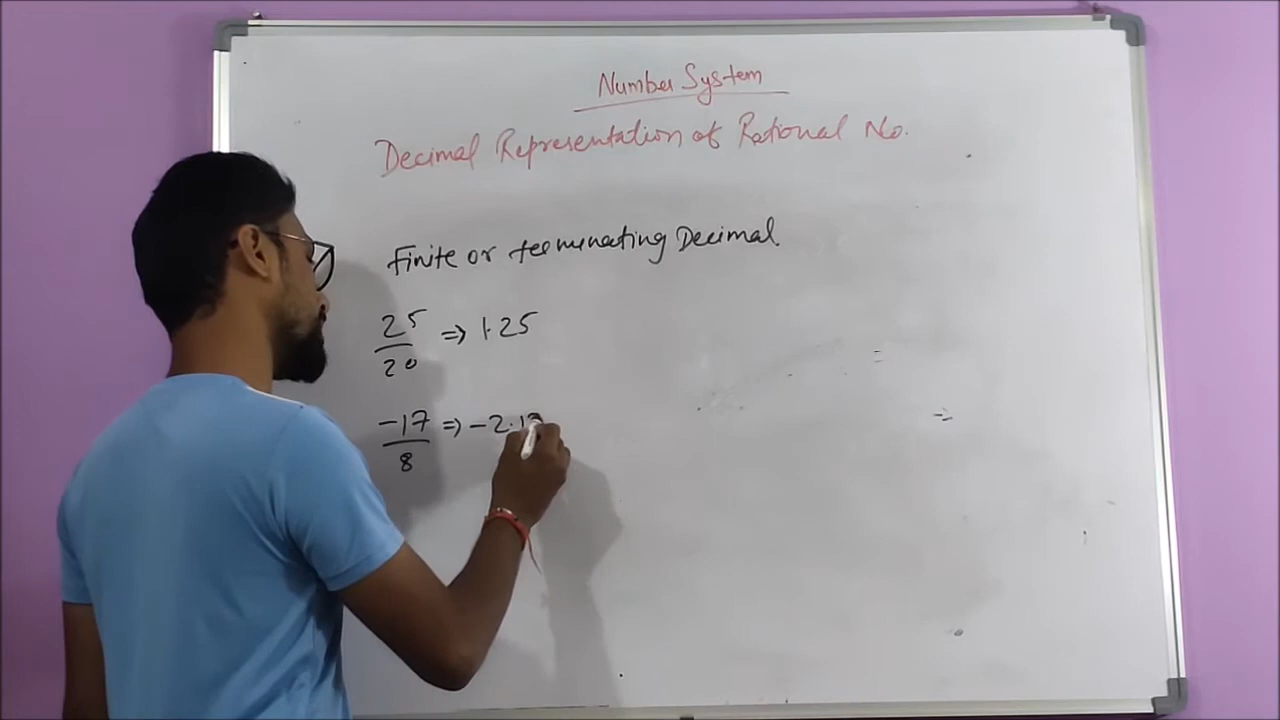 Number System
Decimal Representation of Rational No.
Finite or terminating Decimal.
25/20 => 1.25
-17/8 => -2.1